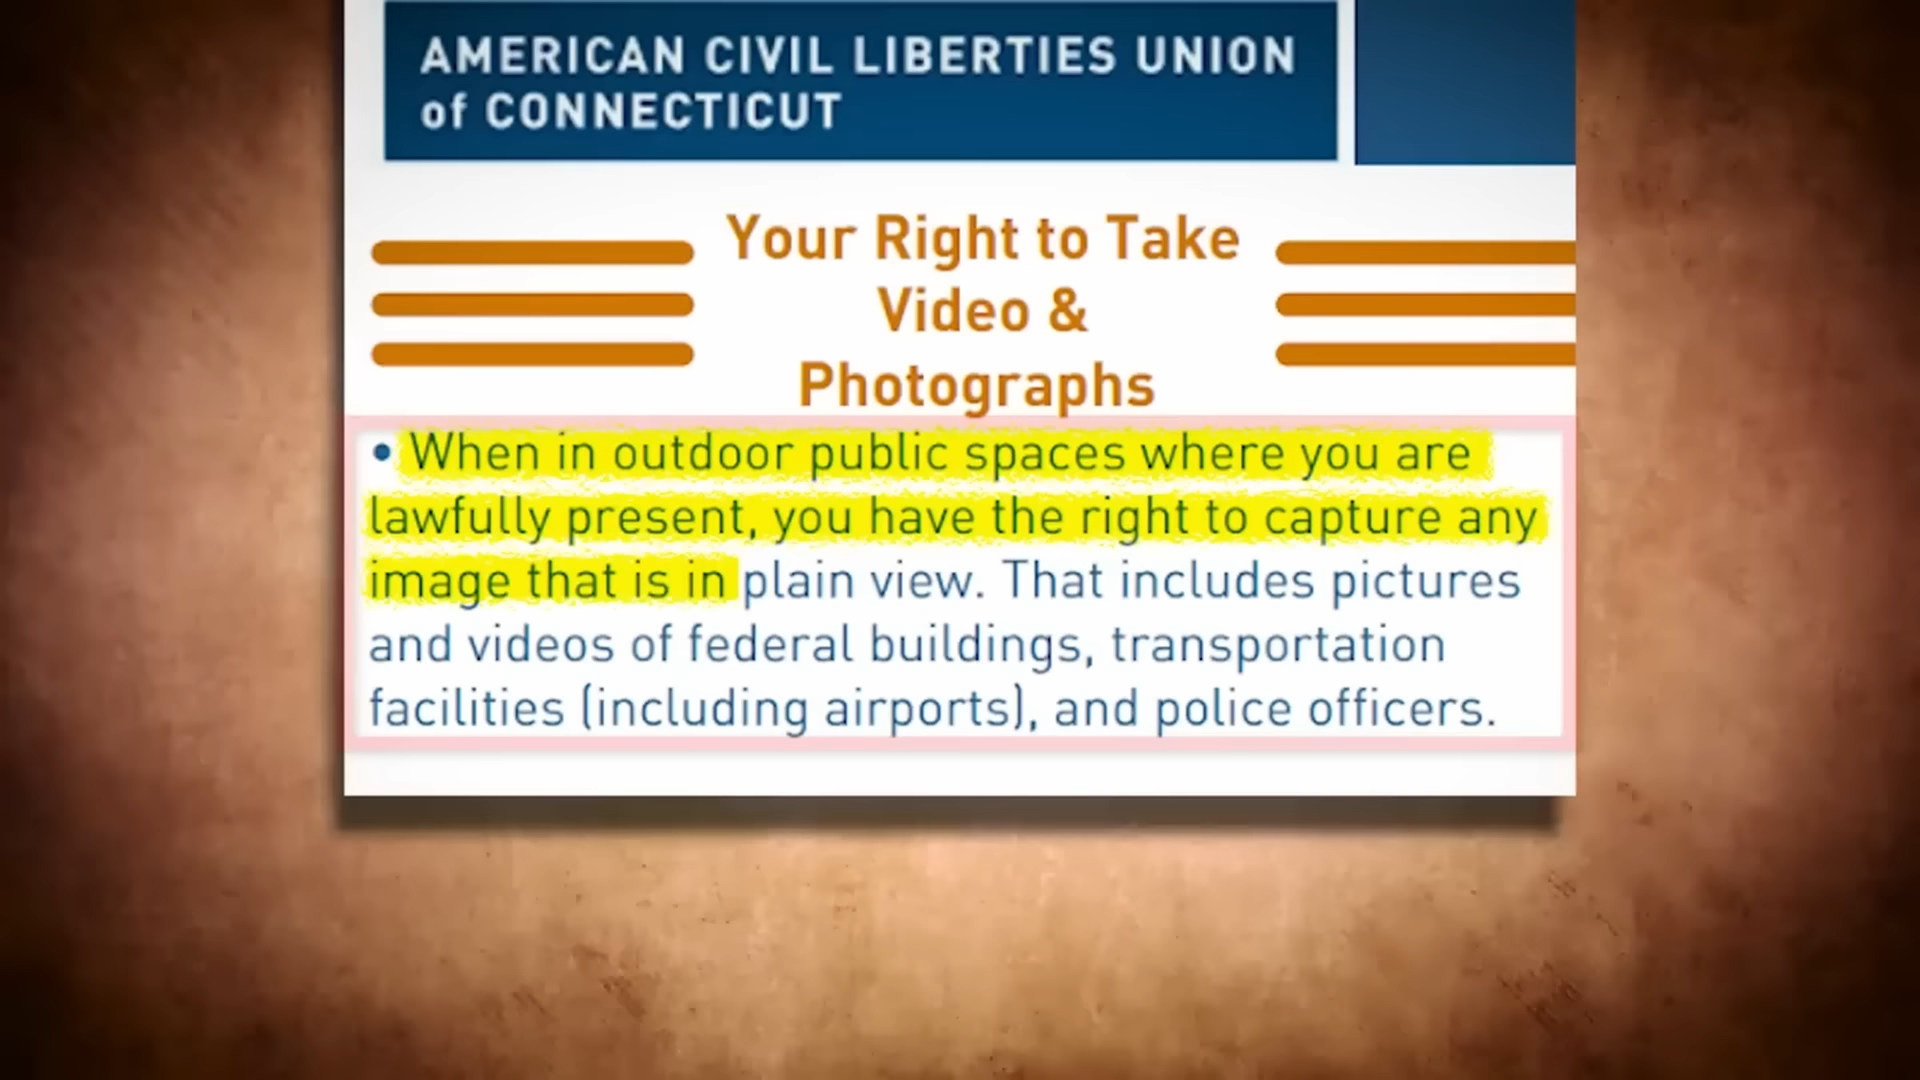 AMERICAN CIVIL LIBERTIES UNION
of CONNECTICUT
Your Right to Take
Video &
Photographs
• When in outdoor public spaces where you are
lawfully present, you have the right to capture any
image that is in plain view. That includes pictures
and videos of federal buildings, transportation
facilities (including airports), and police officers.